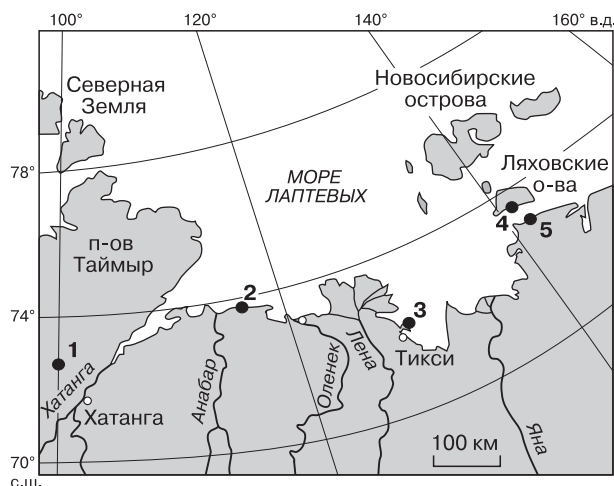 100° 120° 140° 160° в.д.
Северная
Земля
Новосибирские
острова
78°
МОРЕ
ЛАПТЕВЫХ
Ляховские
о-ва
п-ов
Таймыр
4 5
2
74°
3
1
Тикси
Хатанга
Хатанга
Анабар
Оленек
Лена
Яна
100 км
70°
с.ш.